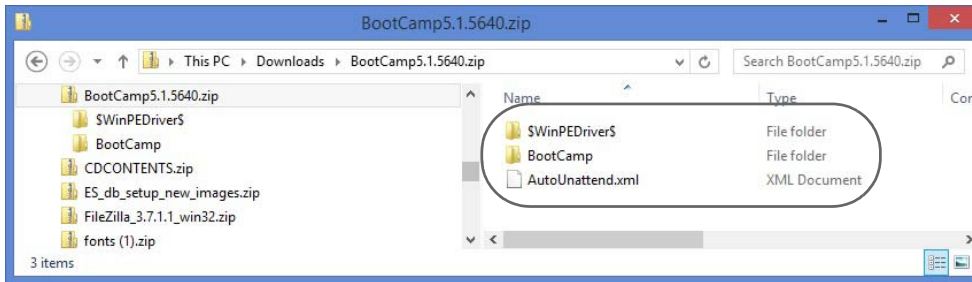 BootCamp5.1.5640.zip
This PC Downloads BootCamp5.1.5640.zip
Search BootCamp5.1.5640.zip
BootCamp5.1.5640.zip
$WinPEDriver$
BootCamp
CDCONTENTS.zip
ES_db_setup_new_images.zip
FileZilla_3.7.1.1_win32.zip
fonts (1).zip
Name Type Cor
$WinPEDriver$ File folder
BootCamp File folder
AutoUnattend.xml XML Document
3 items